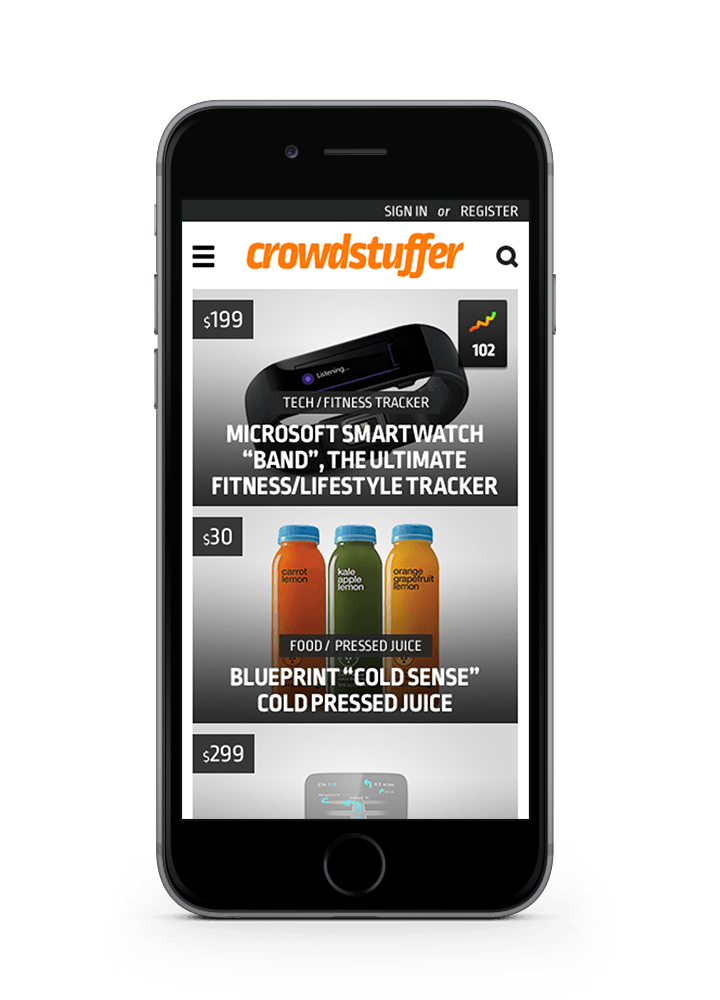 SIGN IN or REGISTER
crowdstuffer
$199
102
Listening...
TECH / FITNESS TRACKER
MICROSOFT SMARTWATCH
“BAND”, THE ULTIMATE
FITNESS/LIFESTYLE TRACKER
$30
carrot
lemon
kale
apple
lemon
orange
grapefruit
lemon
FOOD / PRESSED JUICE
BLUEPRINT “COLD SENSE”
COLD PRESSED JUICE
$299